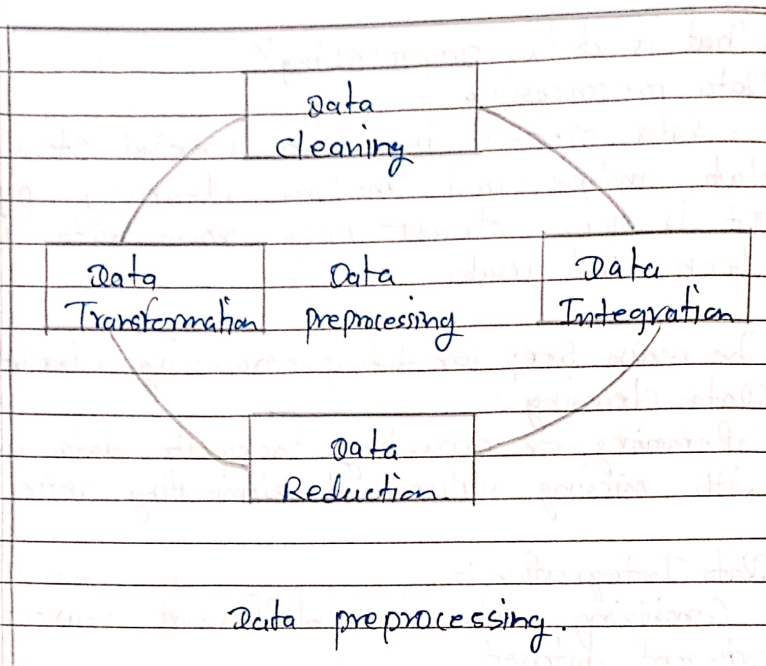 Data
cleaning
Data
Transformation
Data
preprocessing
Data
Integration
Data
Reduction
Data preprocessing.